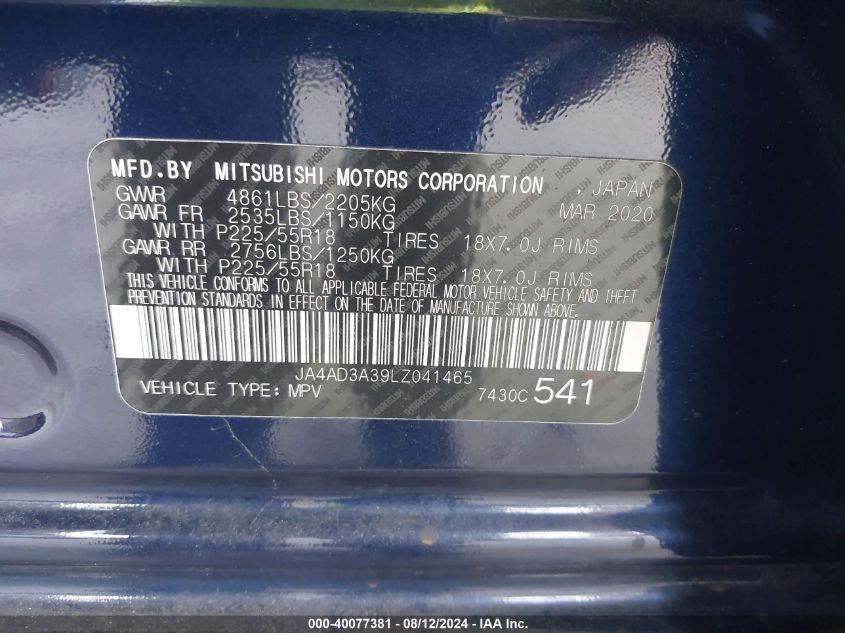 MFD.BY MITSUBISHI MOTORS CORPORATION , JAPAN
GVWR 4861LBS/2205KG MAR 2020
GAWR FR 2535LBS/1150KG
WITH P225/55R18 TIRES 18X7.0J RIMS
GAWR RR 2756LBS/1250KG
WITH P225/55R18 TIRES 18X7.0J RIMS
THIS VEHICLE CONFORMS TO ALL APPLICABLE FEDERAL MOTOR VEHICLE SAFETY AND THEFT
PREVENTION STANDARDS IN EFFECT ON THE DATE OF MANUFACTURE SHOWN ABOVE.
JA4AD3A39LZ041465
VEHICLE TYPE: MPV 7430C 541
000-40077381 - 08/12/2024 - IAA Inc.